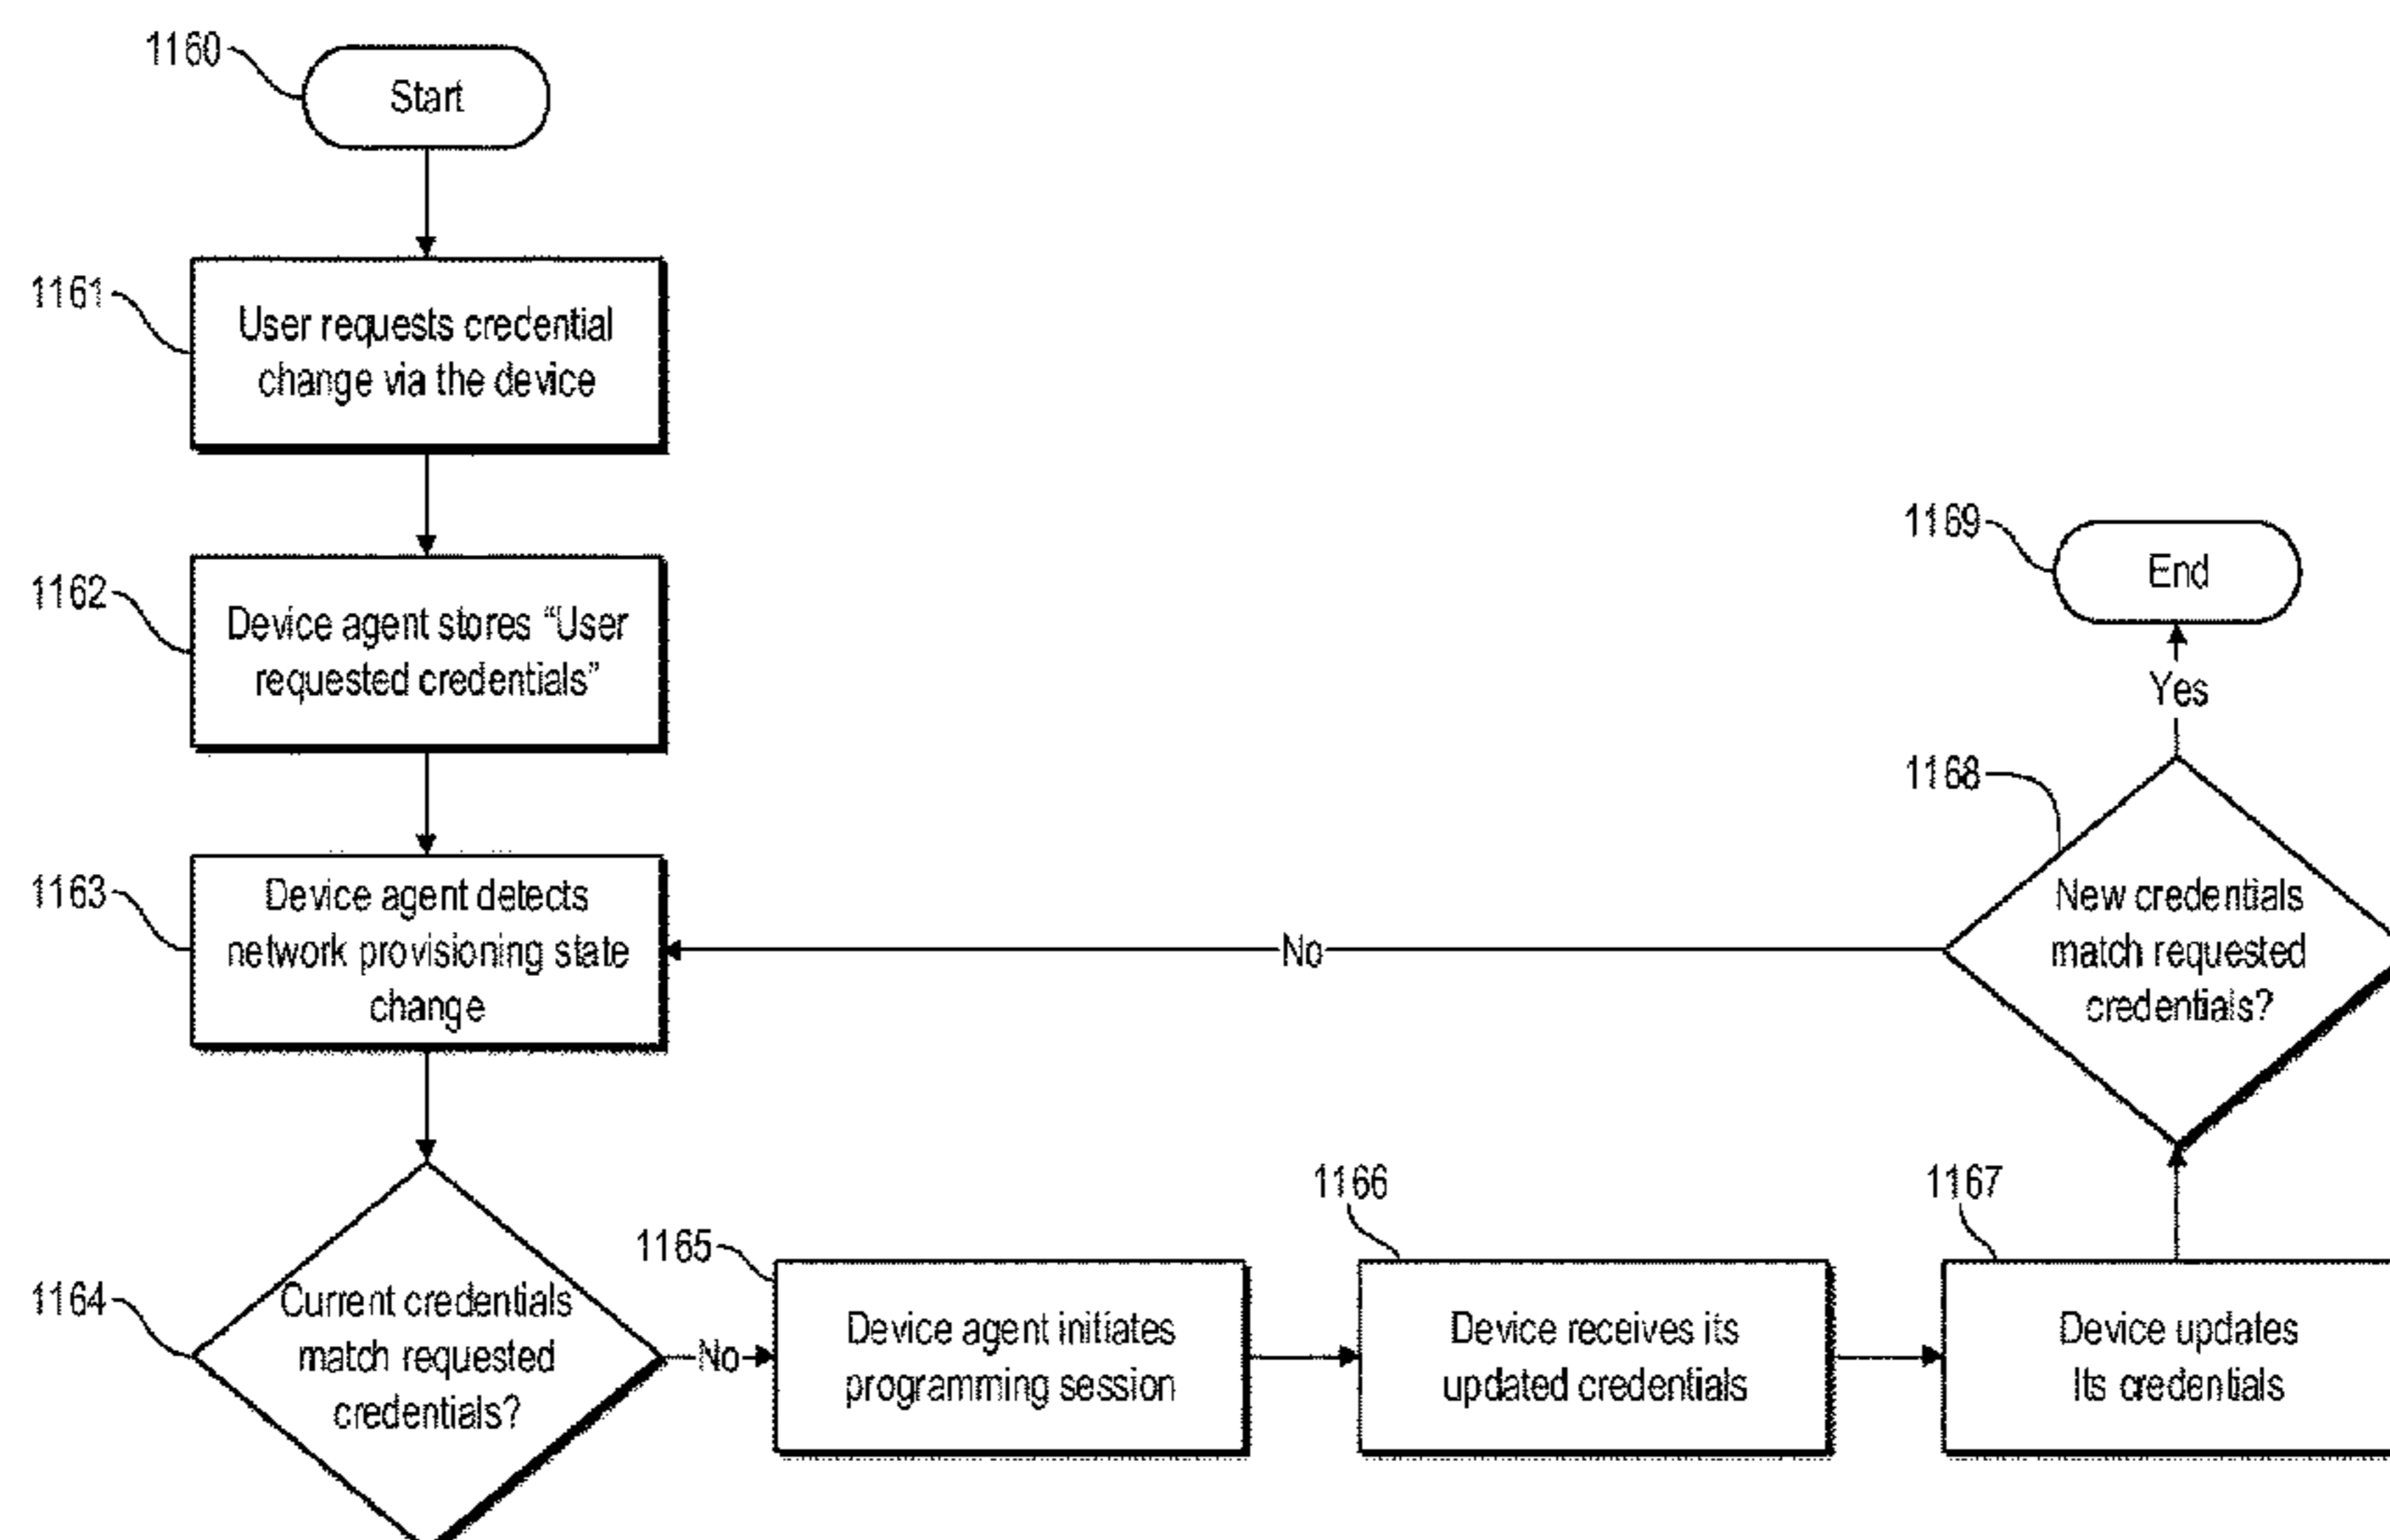 1160
Start
1161
User requests credential
change via the device
1162
Device agent stores “User
requested credentials”
1163
Device agent detects
network provisioning state
change
1164
Current credentials
match requested
credentials?
No
1165
Device agent initiates
programming session
1166
Device receives its
updated credentials
1167
Device updates
Its credentials
1168
New credentials
match requested
credentials?
No
Yes
1169
End